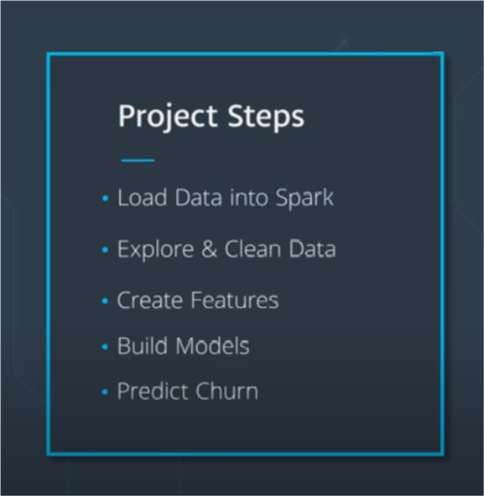 Project Steps
• Load Data into Spark
• Explore & Clean Data
• Create Features
• Build Models
• Predict Churn